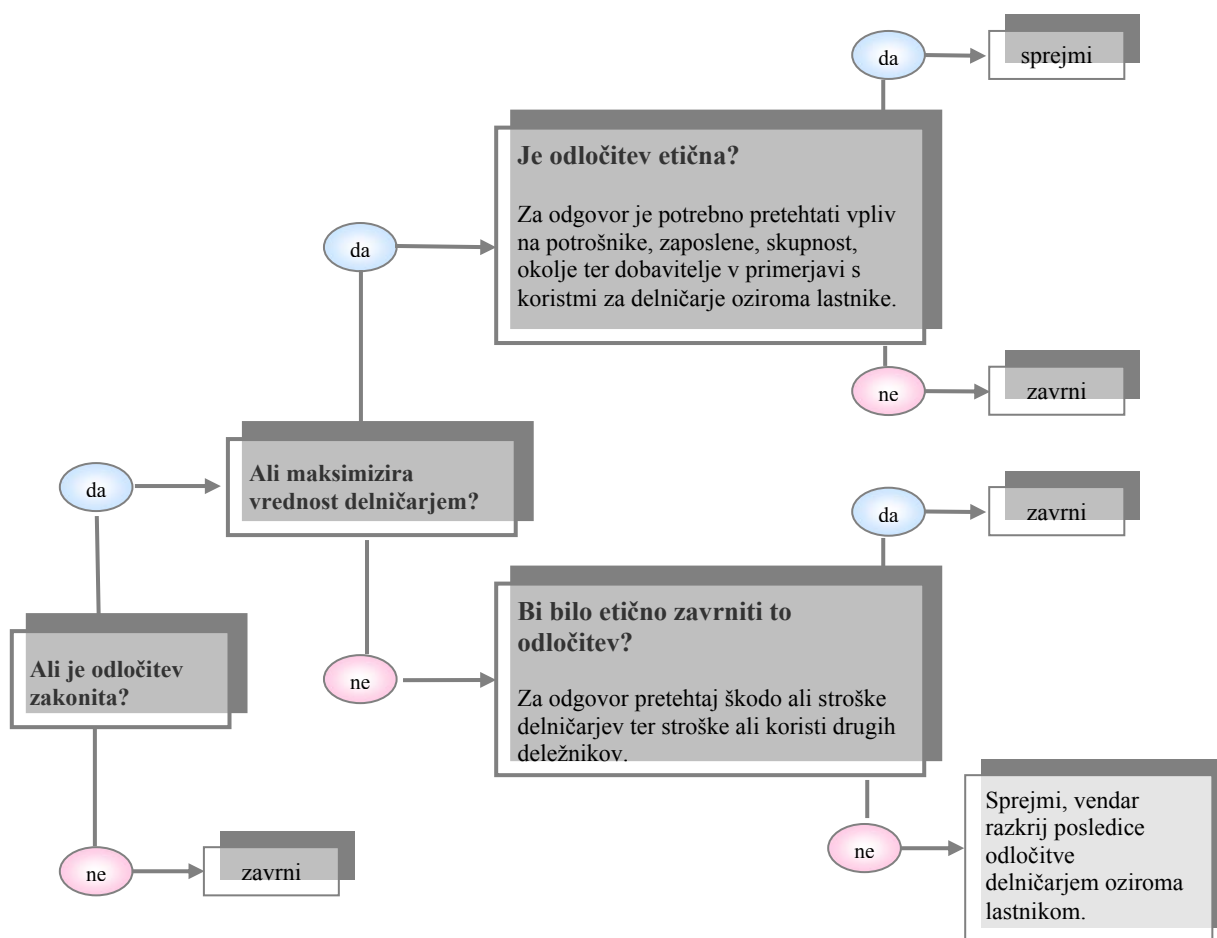 da
sprejmi
Je odločitev etična?
Za odgovor je potrebno pretehtati vpliv
na potrošnike, zaposlene, skupnost,
okolje ter dobavitelje v primerjavi s
koristmi za delničarje oziroma lastnike.
da
ne
zavrni
Ali maksimizira
vrednost delničarjem?
da
da
zavrni
Bi bilo etično zavrniti to
odločitev?
Za odgovor pretehtaj škodo ali stroške
delničarjev ter stroške ali koristi drugih
deležnikov.
ne
Ali je odločitev
zakonita?
Sprejmi, vendar
razkrij posledice
odločitve
delničarjem oziroma
lastnikom.
ne
ne
zavrni